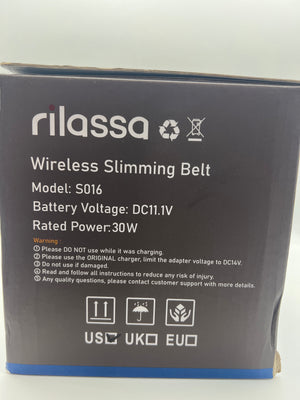 rilassa
Wireless Slimming Belt
Model: S016
Battery Voltage: DC11.1V
Rated Power:30W
Warning:
① Please DO NOT use while it was charging.
② Please use the ORIGINAL charger, limit the adapter voltage to DC14V.
③ Do not use if damaged.
④ Read and follow all instructions to reduce any risk of injury.
⑤ Any quality questions, please contact customer support with more details.
US UK EU